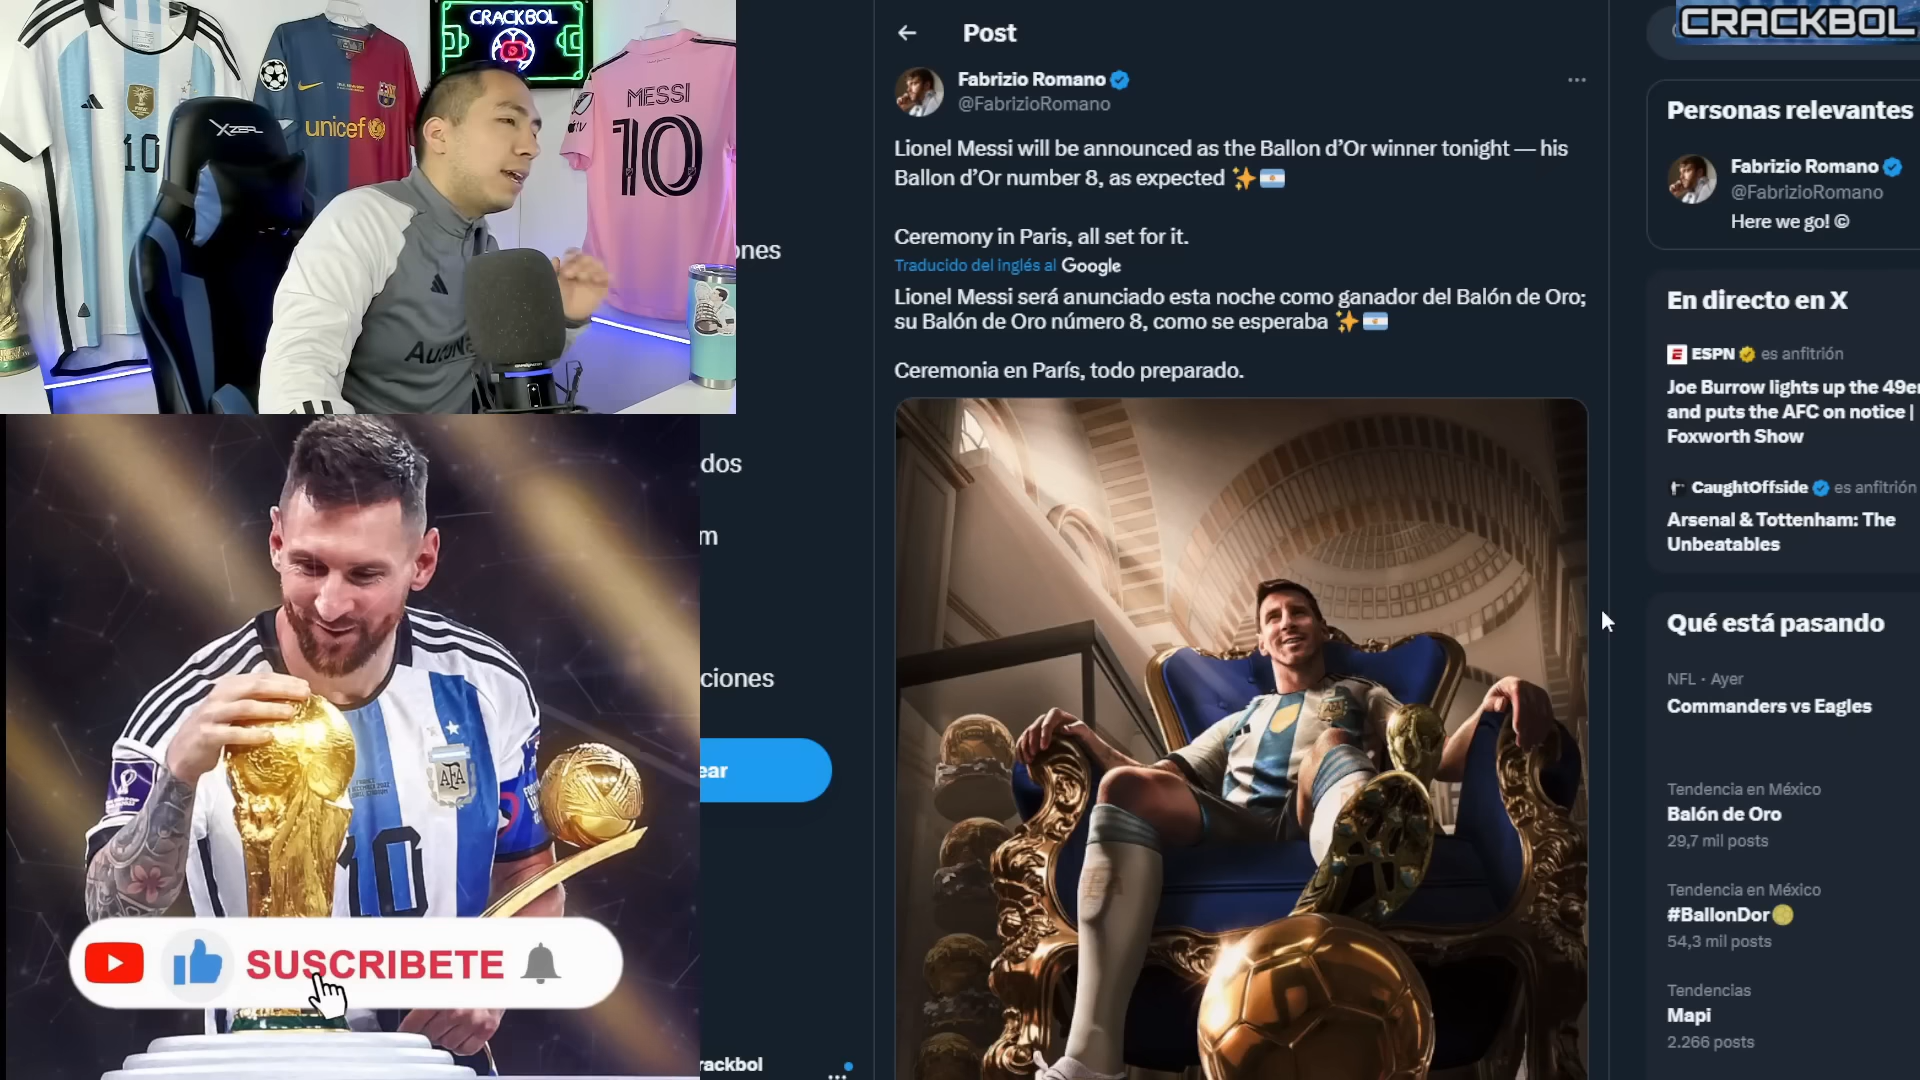 CRACKBOL
10
XZEAL
unicef
MESSI
10
CRACKBOL
Post
Fabrizio Romano
@FabrizioRomano
Lionel Messi will be announced as the Ballon d’Or winner tonight — his
Ballon d’Or number 8, as expected ✨🇦🇷
Ceremony in Paris, all set for it.
Traducido del inglés al Google
Lionel Messi será anunciado esta noche como ganador del Balón de Oro;
su Balón de Oro número 8, como se esperaba ✨🇦🇷
Ceremonia en París, todo preparado.
ones
dos
m
ciones
ear
rackbol
Personas relevantes
Fabrizio Romano
@FabrizioRomano
Here we go! ©
En directo en X
ESPN es anfitrión
Joe Burrow lights up the 49er
and puts the AFC on notice |
Foxworth Show
CaughtOffside es anfitrión
Arsenal & Tottenham: The
Unbeatables
Qué está pasando
NFL · Ayer
Commanders vs Eagles
Tendencia en México
Balón de Oro
29,7 mil posts
Tendencia en México
#BallonDor
54,3 mil posts
Tendencias
Mapi
2.266 posts
AFA
10
SUSCRIBETE